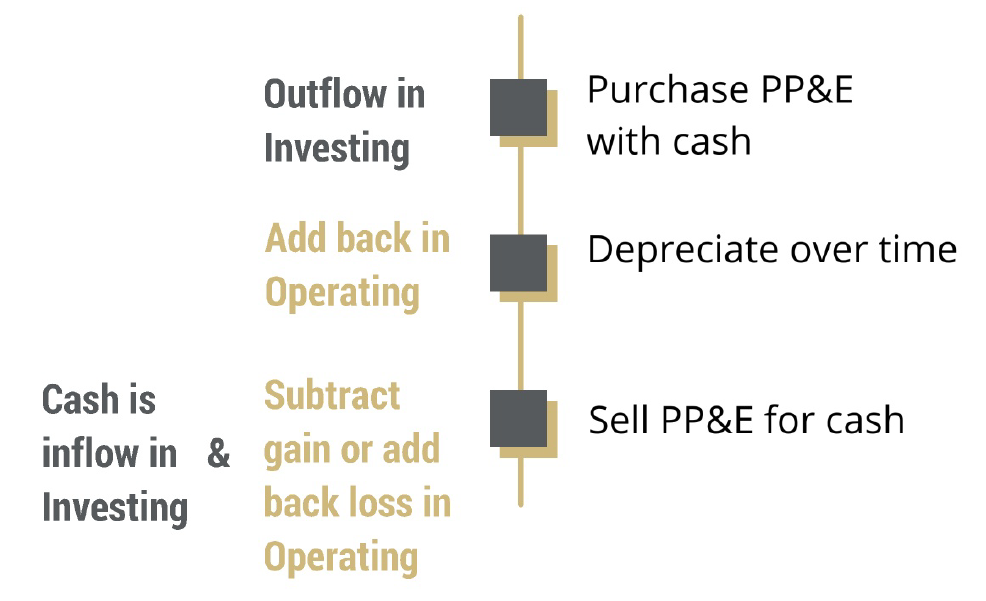 Outflow in
Investing
Purchase PP&E
with cash
Add back in
Operating
Depreciate over time
Cash is
inflow in &
Investing
Subtract
gain or add
back loss in
Operating
Sell PP&E for cash